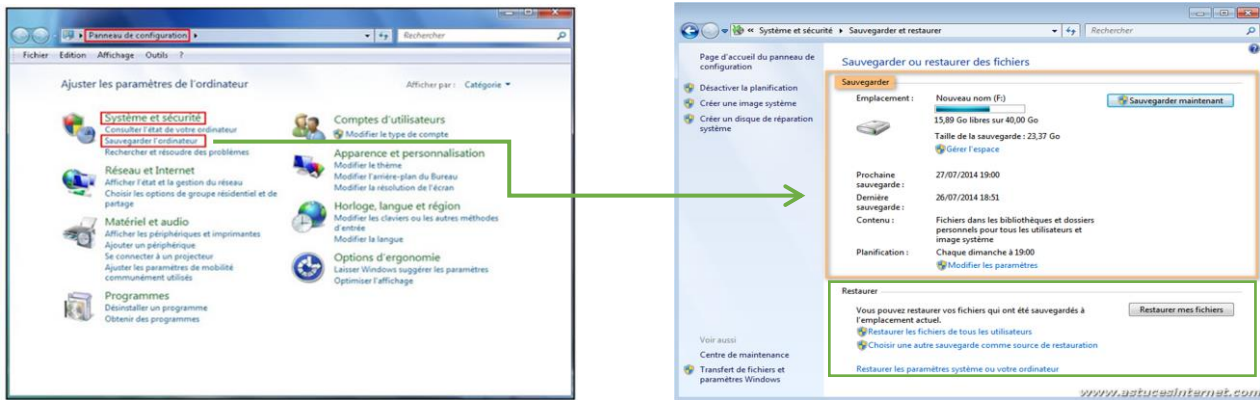 Panneau de configuration
Rechercher
Fichier Edition Affichage Outils ?
Ajuster les paramètres de l'ordinateur
Afficher par : Catégorie
Système et sécurité
Consulter l'état de votre ordinateur
Sauvegarder l'ordinateur
Rechercher et résoudre des problèmes
Réseau et Internet
Afficher l'état et la gestion du réseau
Choisir les options de groupe résidentiel et de
partage
Matériel et audio
Afficher les périphériques et imprimantes
Ajouter un périphérique
Se connecter à un projecteur
Ajuster les paramètres de mobilité
communément utilisés
Programmes
Désinstaller un programme
Obtenir des programmes
Comptes d'utilisateurs
Modifier le type de compte
Apparence et personnalisation
Modifier le thème
Modifier l'arrière-plan du Bureau
Modifier la résolution de l'écran
Horloge, langue et région
Modifier les claviers ou les autres méthodes
d'entrée
Modifier la langue
Options d'ergonomie
Laisser Windows suggérer les paramètres
Optimiser l'affichage
« Système et sécurité Sauvegarder et restaurer
Rechercher
Page d'accueil du panneau de
configuration
Désactiver la planification
Créer une image système
Créer un disque de réparation
système
Voir aussi
Centre de maintenance
Transfert de fichiers et
paramètres Windows
Sauvegarder ou restaurer des fichiers
Sauvegarder
Emplacement : Nouveau nom (F:)
Sauvegarder maintenant
15,89 Go libres sur 40,00 Go
Taille de la sauvegarde : 23,37 Go
Gérer l'espace
Prochaine 27/07/2014 19:00
sauvegarde :
Dernière 26/07/2014 18:51
sauvegarde :
Contenu : Fichiers dans les bibliothèques et dossiers
personnels pour tous les utilisateurs et
image système
Planification : Chaque dimanche à 19:00
Modifier les paramètres
Restaurer
Vous pouvez restaurer vos fichiers qui ont été sauvegardés à
l'emplacement actuel.
Restaurer mes fichiers
Restaurer les fichiers de tous les utilisateurs
Choisir une autre sauvegarde comme source de restauration
Restaurer les paramètres système ou votre ordinateur
www.astucesinternet.com